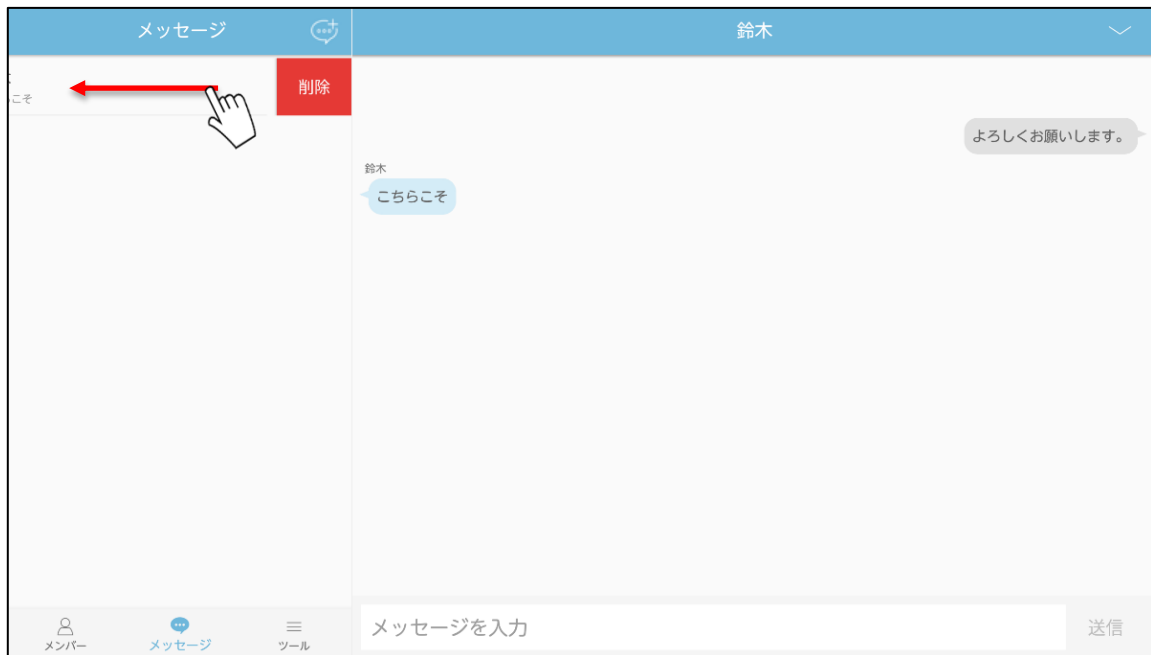 メッセージ
鈴木
こそ
削除
よろしくお願いします。
鈴木
こちらこそ
メンバー
メッセージ
ツール
メッセージを入力
送信